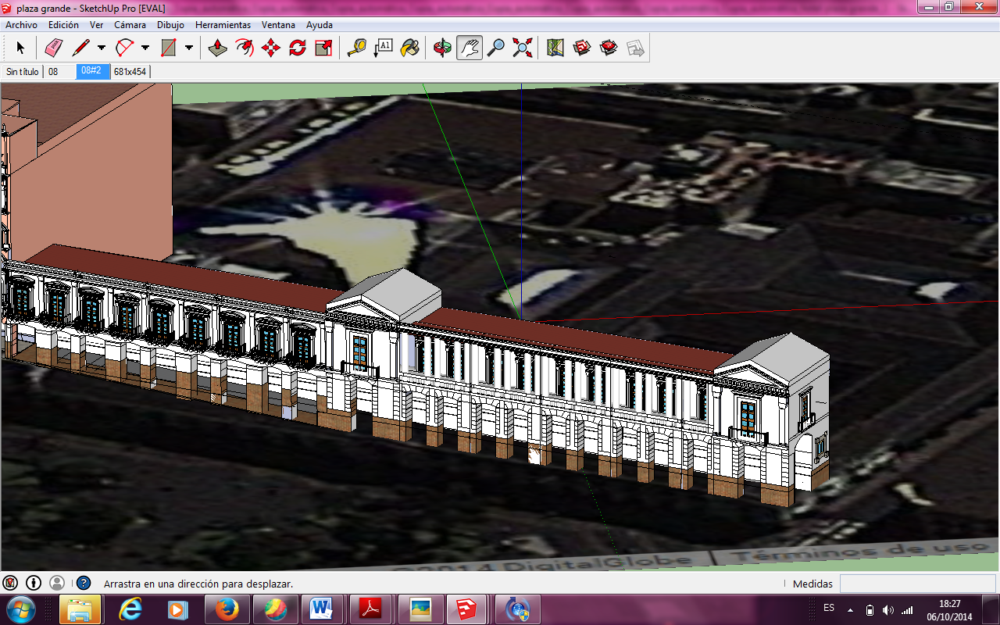 plaza grande - SketchUp Pro [EVAL]
Archivo Edición Ver Cámara Dibujo Herramientas Ventana Ayuda
A1
Sin título 08 08#2 681x454
©2014 DigitalGlobe | Términos de uso
Arrastra en una dirección para desplazar. Medidas
ES 18:27
06/10/2014